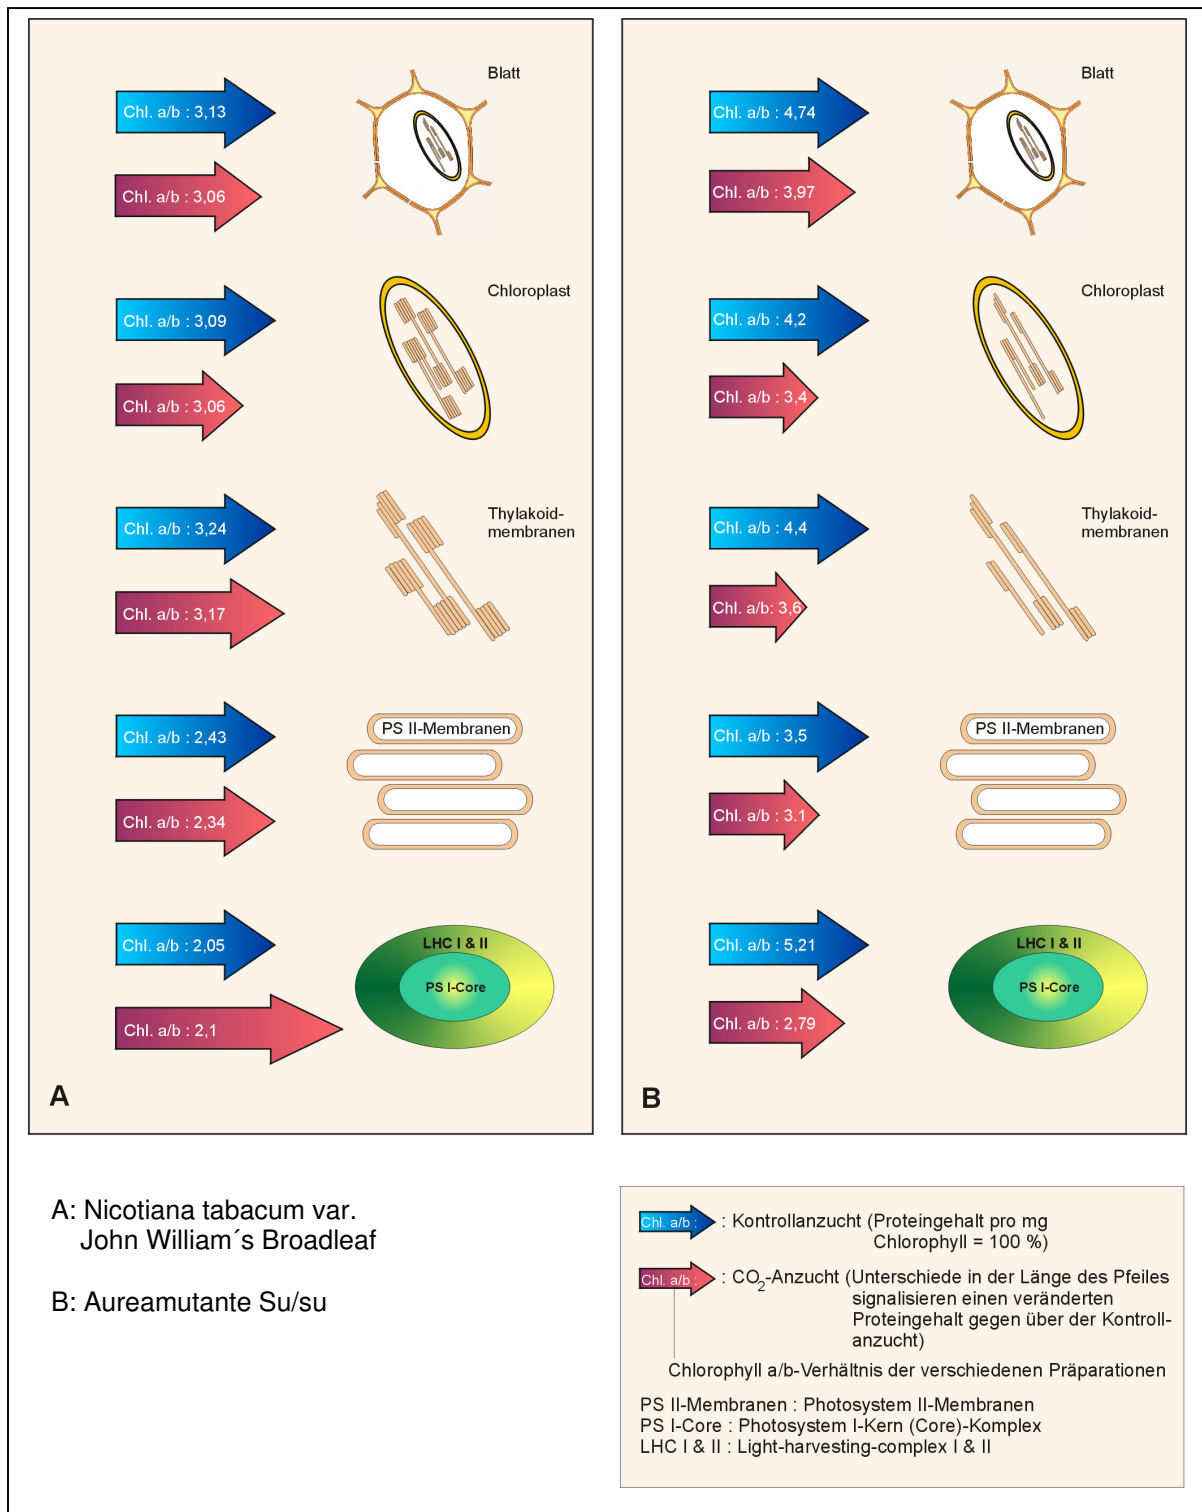 Blatt
Chl. a/b : 3,13
Chl. a/b : 3,06
Chloroplast
Chl. a/b : 3,09
Chl. a/b : 3,06
Thylakoid-
membranen
Chl. a/b : 3,24
Chl. a/b : 3,17
PS II-Membranen
Chl. a/b : 2,43
Chl. a/b : 2,34
LHC I & II
Chl. a/b : 2,05
PS I-Core
Chl. a/b : 2,1
A
Blatt
Chl. a/b : 4,74
Chl. a/b : 3,97
Chloroplast
Chl. a/b : 4,2
Chl. a/b : 3,4
Thylakoid-
membranen
Chl. a/b : 4,4
Chl. a/b: 3,6
PS II-Membranen
Chl. a/b : 3,5
Chl. a/b : 3.1
LHC I & II
Chl. a/b : 5,21
PS I-Core
Chl. a/b : 2,79
B
A: Nicotiana tabacum var.
John William´s Broadleaf
B: Aureamutante Su/su
Chl. a/b : : Kontrollanzucht (Proteingehalt pro mg
Chlorophyll = 100 %)
Chl. a/b : : CO2-Anzucht (Unterschiede in der Länge des Pfeiles
signalisieren einen veränderten
Proteingehalt gegen über der Kontroll-
anzucht)
Chlorophyll a/b-Verhältnis der verschiedenen Präparationen
PS II-Membranen : Photosystem II-Membranen
PS I-Core : Photosystem I-Kern (Core)-Komplex
LHC I & II : Light-harvesting-complex I & II